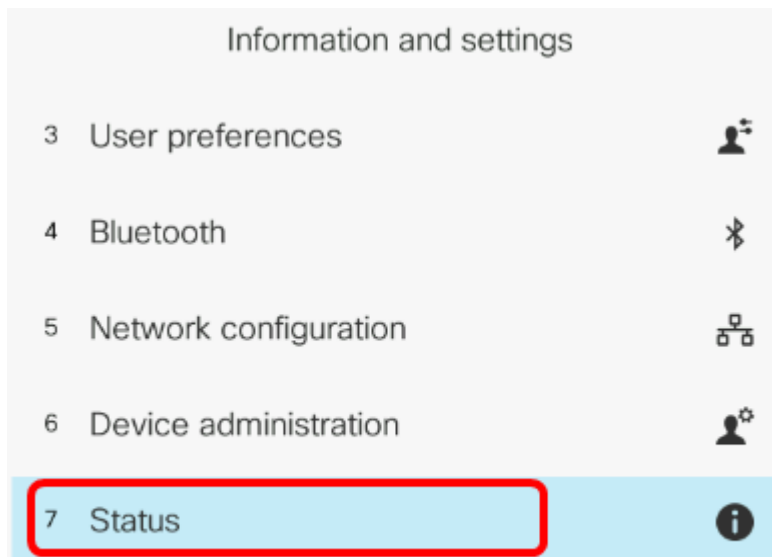 Information and settings
3 User preferences
4 Bluetooth
5 Network configuration
6 Device administration
7 Status